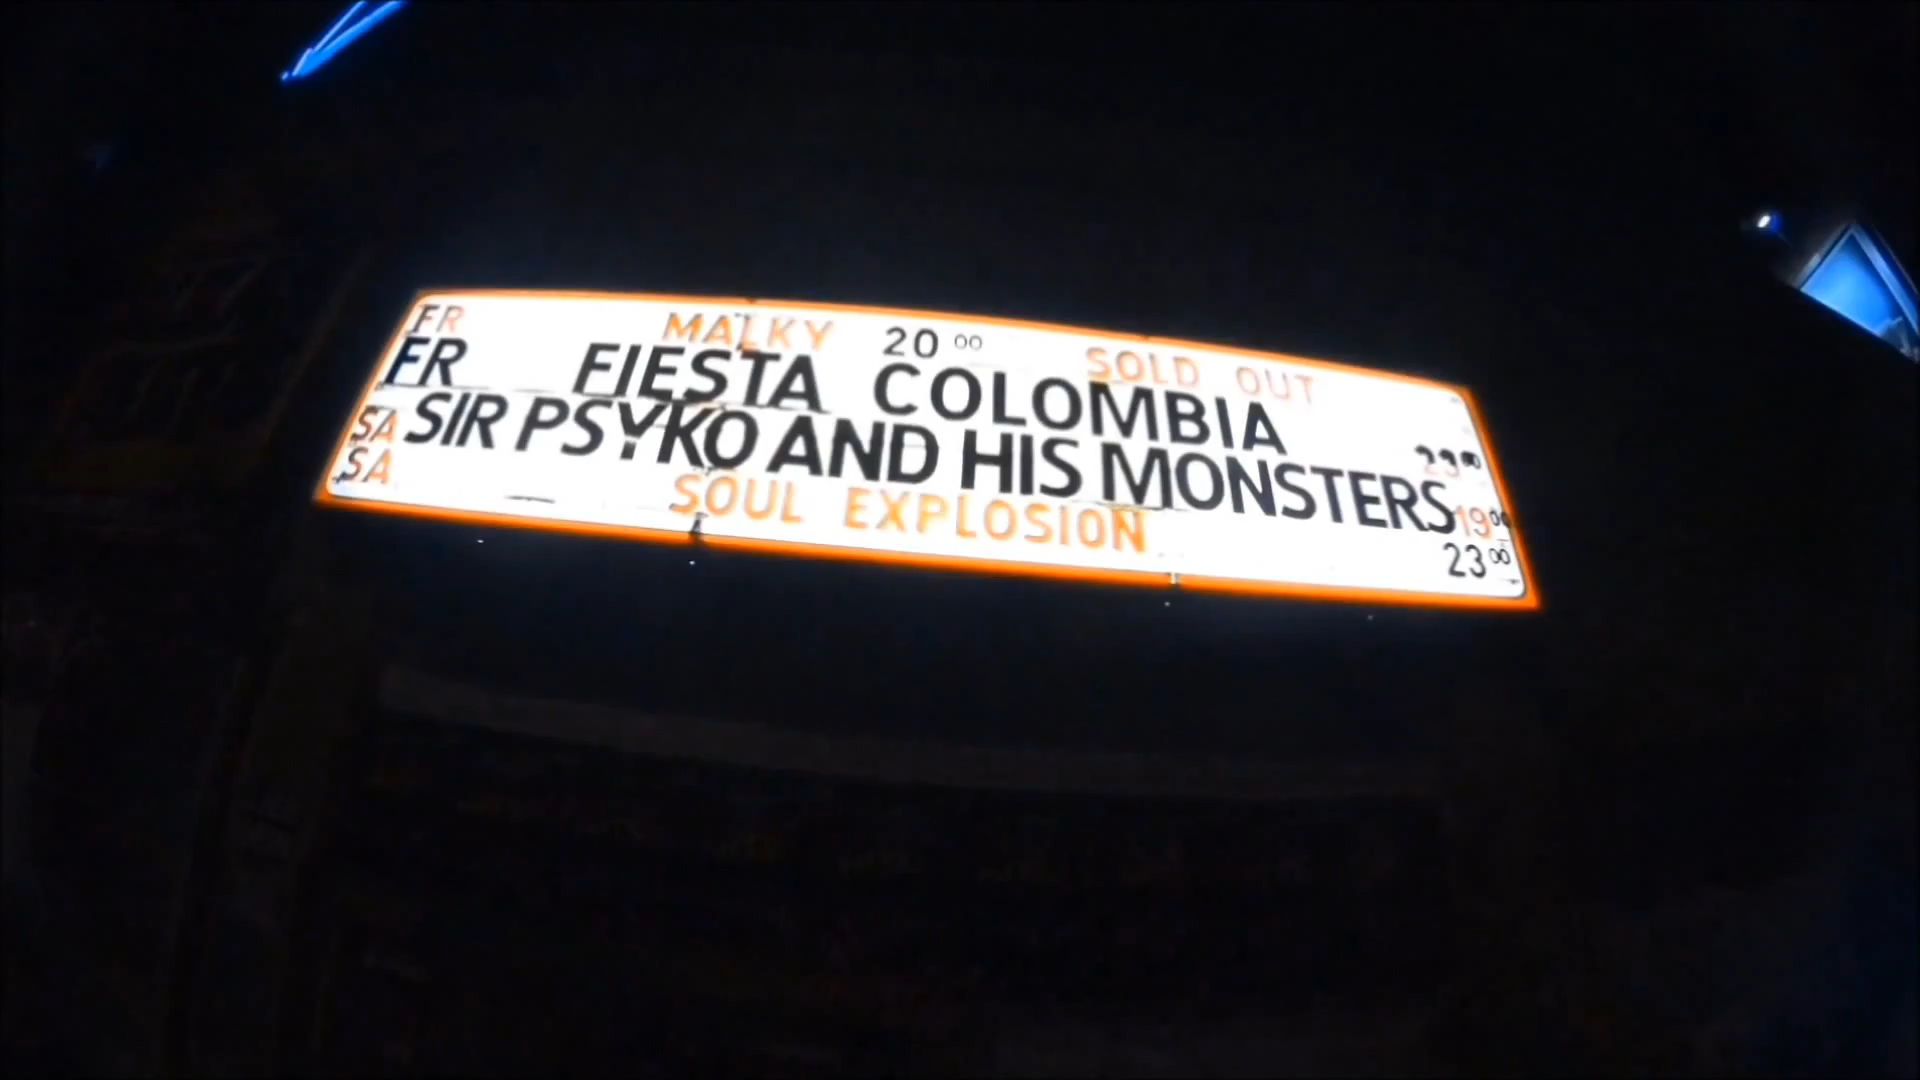 FR MALKY 20 00 SOLD OUT
FR FIESTA COLOMBIA 23 00
SA SIR PSYKO AND HIS MONSTERS 19 00
SA SOUL EXPLOSION 23 00